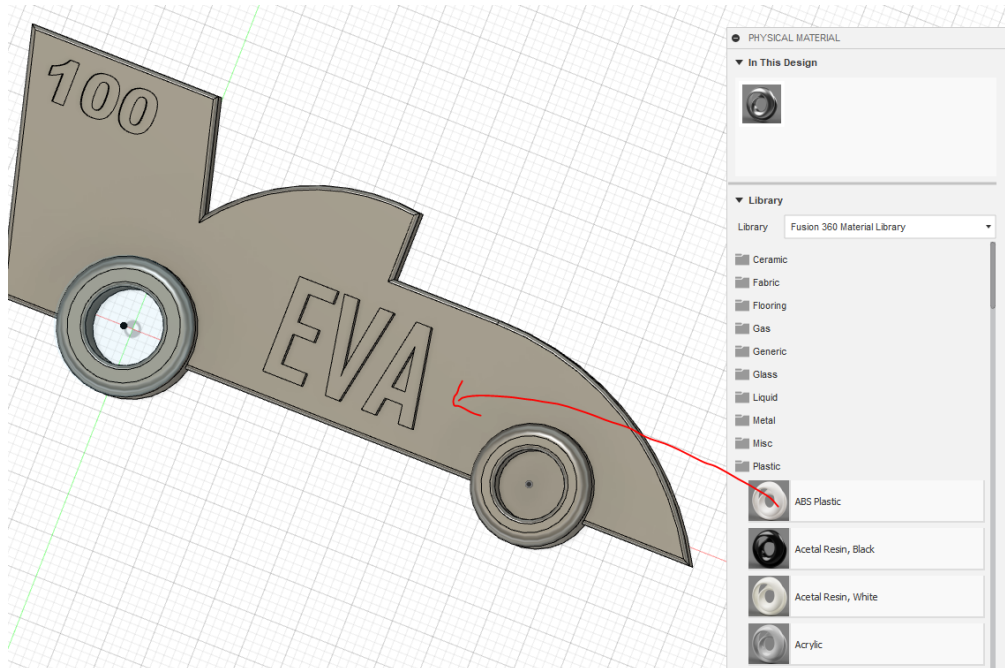 100
EVA
PHYSICAL MATERIAL
In This Design
Library
Library
Fusion 360 Material Library
Ceramic
Fabric
Flooring
Gas
Generic
Glass
Liquid
Metal
Misc
Plastic
ABS Plastic
Acetal Resin, Black
Acetal Resin, White
Acrylic